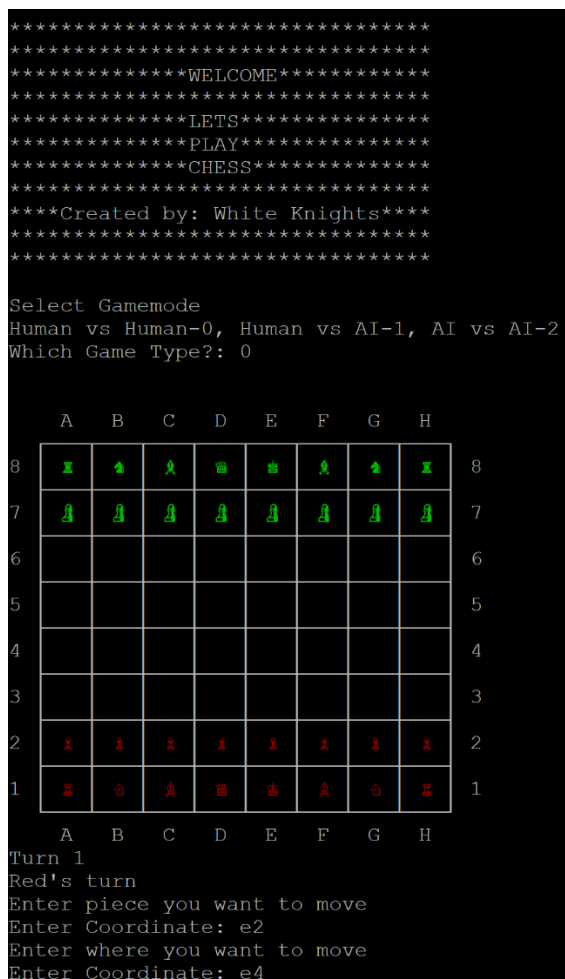 *********************************
*********************************
**************WELCOME************
*********************************
**************LETS***************
**************PLAY***************
**************CHESS**************
*********************************
****Created by: White Knights****
*********************************
*********************************
Select Gamemode
Human vs Human-0, Human vs AI-1, AI vs AI-2
Which Game Type?: 0
A B C D E F G H
8 ♜ ♞ ♝ ♛ ♚ ♝ ♞ ♜ 8
7 ♙ ♙ ♙ ♙ ♙ ♙ ♙ ♙ 7
6 6
5 5
4 4
3 3
2 ♟ ♟ ♟ ♟ ♟ ♟ ♟ ♟ 2
1 ♖ ♘ ♗ ♕ ♔ ♗ ♘ ♖ 1
A B C D E F G H
Turn 1
Red's turn
Enter piece you want to move
Enter Coordinate: e2
Enter where you want to move
Enter Coordinate: e4